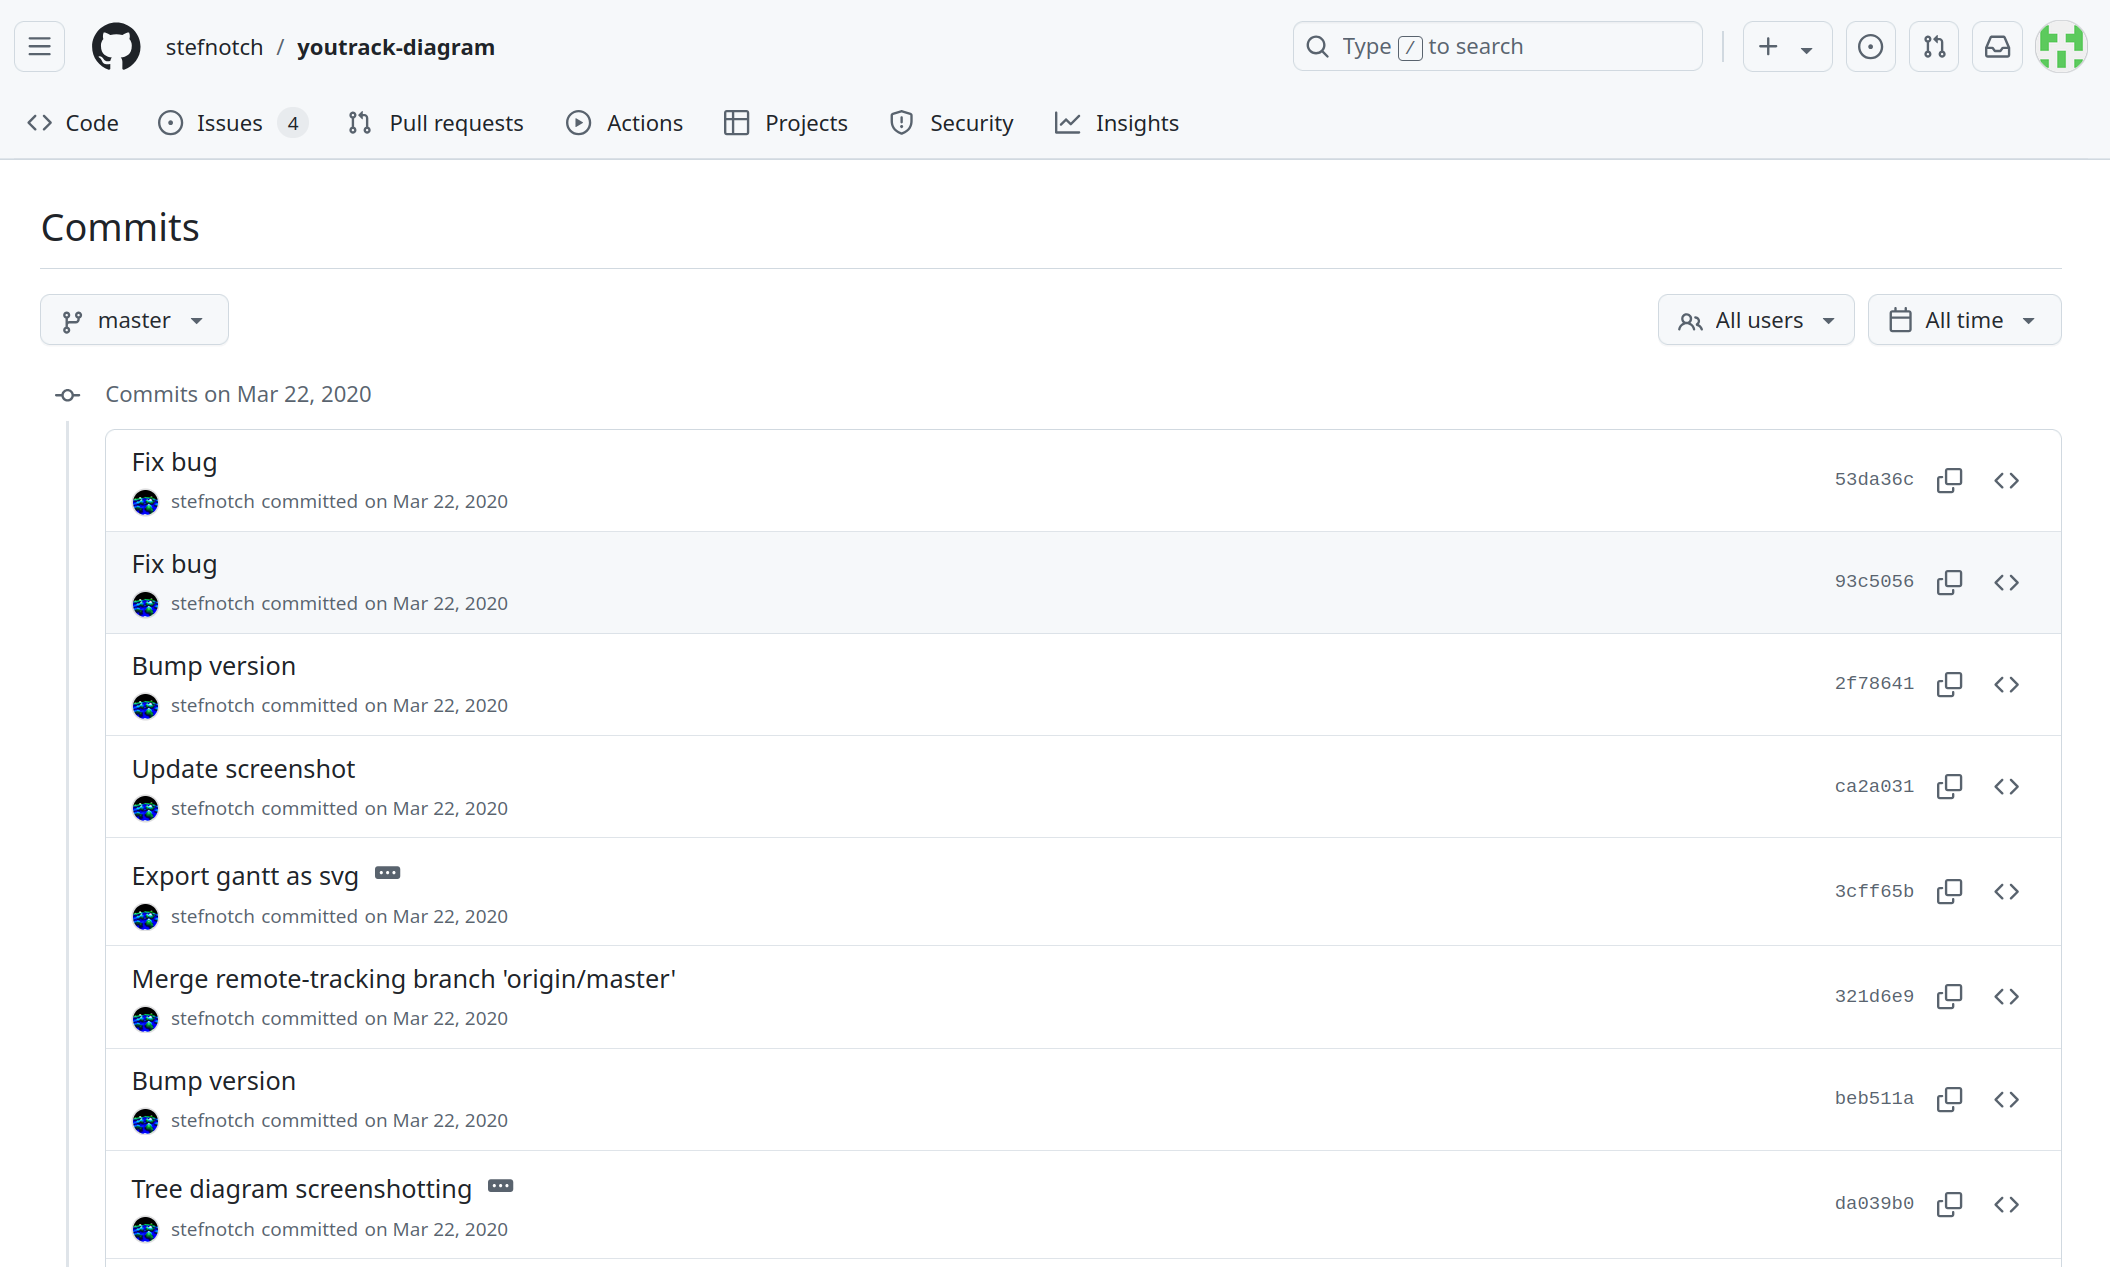 stefnotch / youtrack-diagram
Type / to search
Code Issues 4 Pull requests Actions Projects Security Insights
Commits
master All users All time
Commits on Mar 22, 2020
Fix bug
stefnotch committed on Mar 22, 2020
53da36c
Fix bug
stefnotch committed on Mar 22, 2020
93c5056
Bump version
stefnotch committed on Mar 22, 2020
2f78641
Update screenshot
stefnotch committed on Mar 22, 2020
ca2a031
Export gantt as svg
stefnotch committed on Mar 22, 2020
3cff65b
Merge remote-tracking branch 'origin/master'
stefnotch committed on Mar 22, 2020
321d6e9
Bump version
stefnotch committed on Mar 22, 2020
beb511a
Tree diagram screenshotting
stefnotch committed on Mar 22, 2020
da039b0